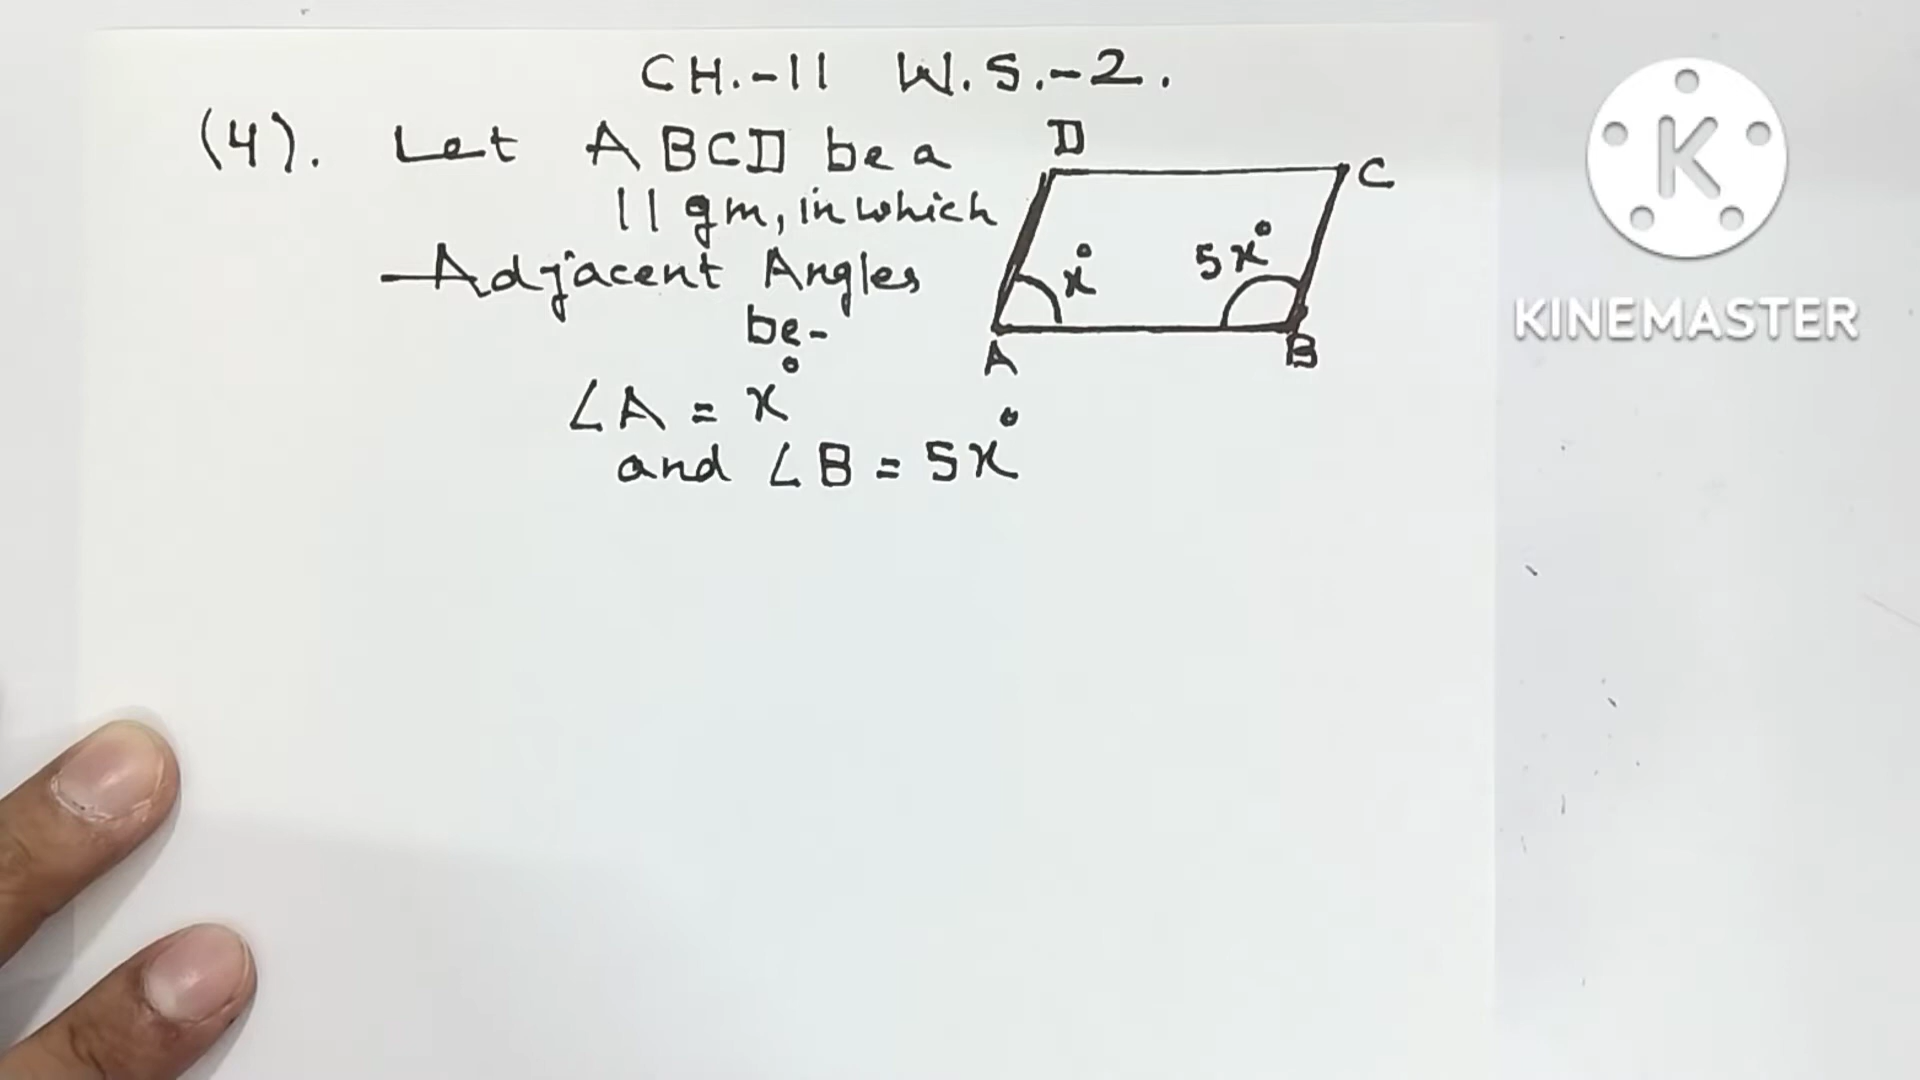 CH.-11 W.S.-2.
(4). Let ABCD be a
||gm, in which
Adjacent Angles
be-
∠A = x°
and ∠B = 5x°
D
C
x°
5x°
A
B
K
KINEMASTER